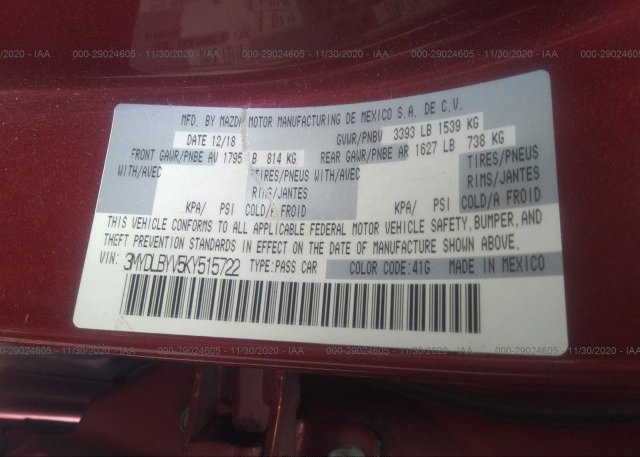 000-29024605 - 11/30/2020 - IAA
MFD. BY MAZDA MOTOR MANUFACTURING DE MEXICO S.A. DE C.V.
DATE 12/18 GVWR/PNBV 3393 LB 1539 KG
FRONT GAWR/PNBE AV 1795 B 814 KG REAR GAWR/PNBE AR 1627 LB 738 KG
WITH/AVEC TIRES/PNEUS WITH/AVEC TIRES/PNEUS
RIMS/JANTES RIMS/JANTES
KPA/ PSI COLD/A FROID KPA/ PSI COLD/A FROID
THIS VEHICLE CONFORMS TO ALL APPLICABLE FEDERAL MOTOR VEHICLE SAFETY, BUMPER, AND
THEFT PREVENTION STANDARDS IN EFFECT ON THE DATE OF MANUFACTURE SHOWN ABOVE.
VIN: 3MYDLBYV5KY515722 TYPE:PASS CAR COLOR CODE:41G MADE IN MEXICO
000-29024605 - 11/30/2020 - IAA